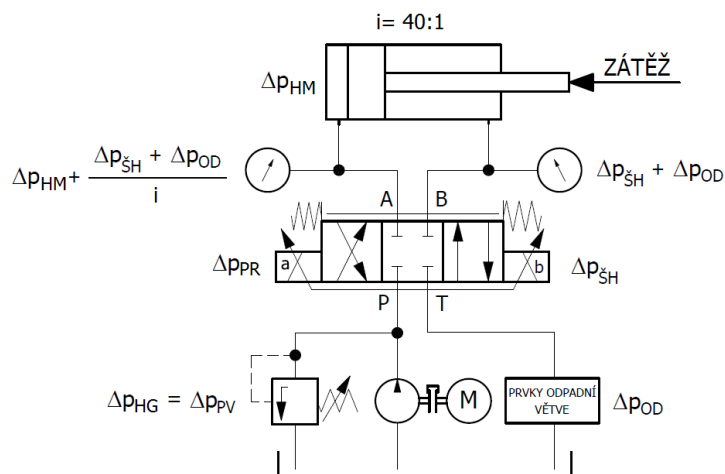 i= 40:1
ZÁTĚŽ
Δp_HM
Δp_HM + (Δp_ŠH + Δp_OD) / i
Δp_ŠH + Δp_OD
A B
Δp_PR a b Δp_ŠH
P T
Δp_HG = Δp_PV
M
PRVKY ODPADNÍ
VĚTVE
Δp_OD